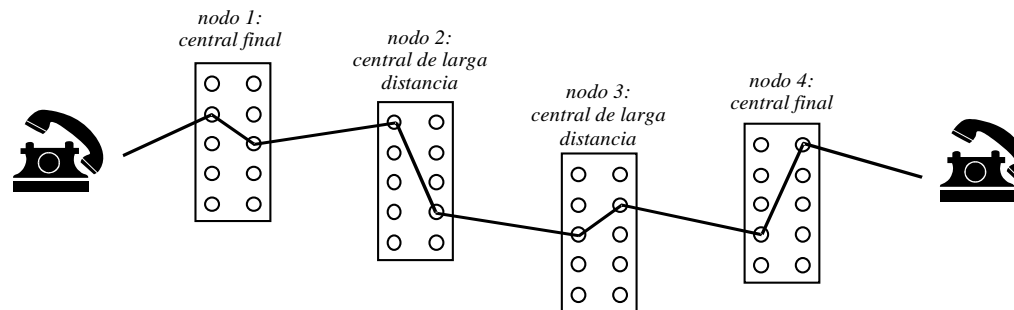 nodo 1:
central final
nodo 2:
central de larga
distancia
nodo 3:
central de larga
distancia
nodo 4:
central final